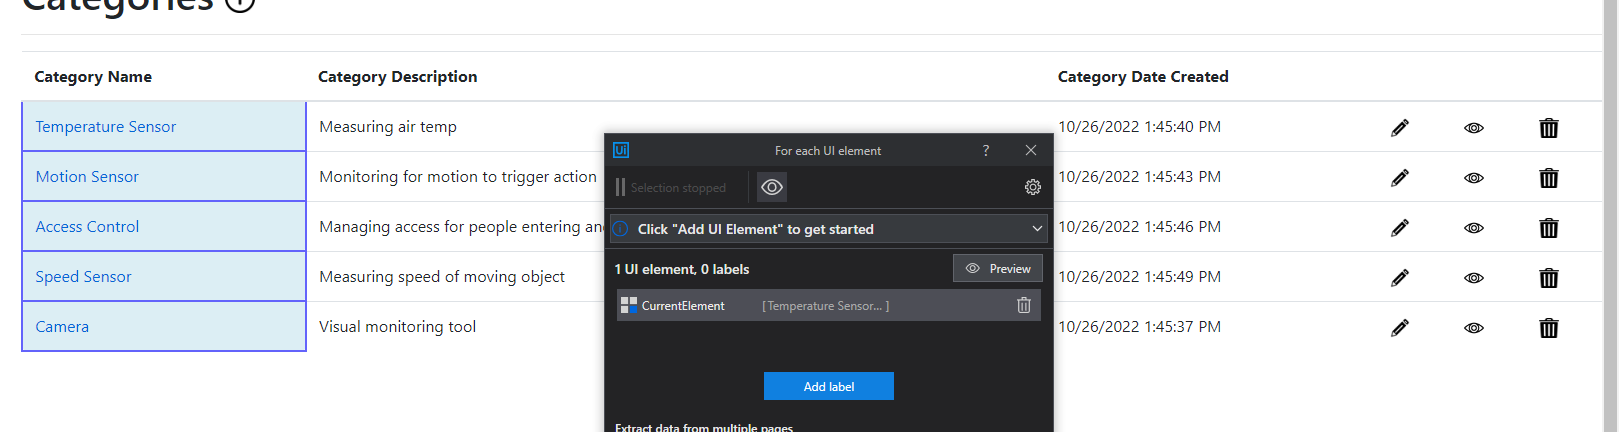 Categories
Category Name Category Description Category Date Created
Temperature Sensor Measuring air temp 10/26/2022 1:45:40 PM
Motion Sensor Monitoring for motion to trigger action 10/26/2022 1:45:43 PM
Access Control Managing access for people entering an 10/26/2022 1:45:46 PM
Speed Sensor Measuring speed of moving object 10/26/2022 1:45:49 PM
Camera Visual monitoring tool 10/26/2022 1:45:37 PM
Ui For each UI element ?
Selection stopped
Click "Add UI Element" to get started
1 UI element, 0 labels Preview
CurrentElement [Temperature Sensor... ]
Add label
Extract data from multiple pages